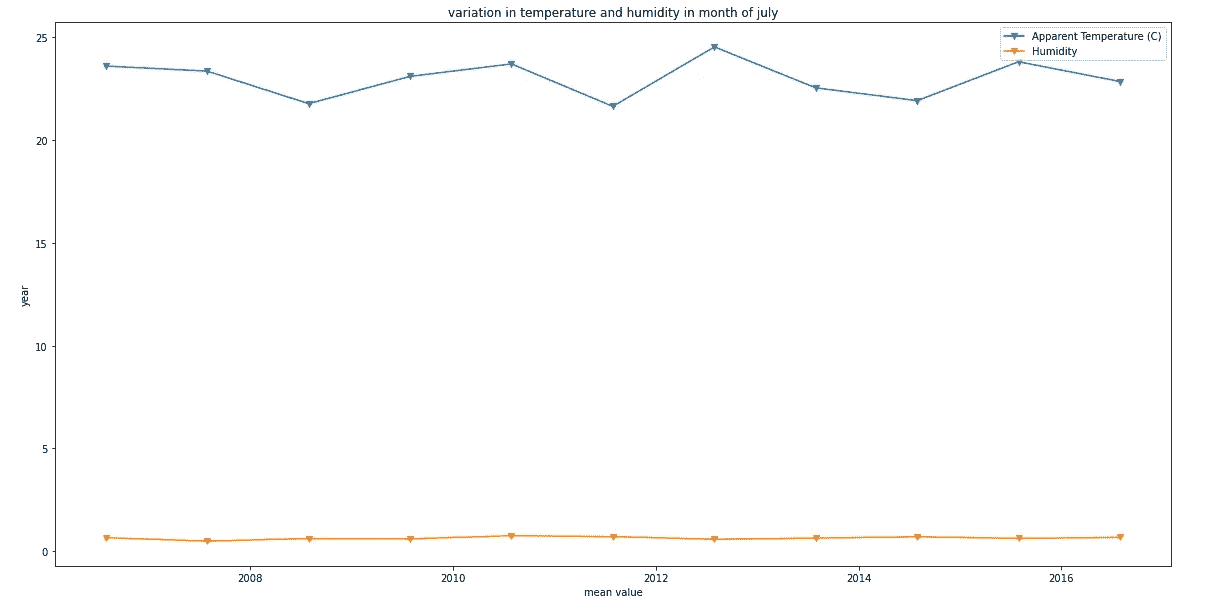 variation in temperature and humidity in month of july
Apparent Temperature (C)
Humidity
25
20
15
10
5
0
year
2008 2010 2012 2014 2016
mean value